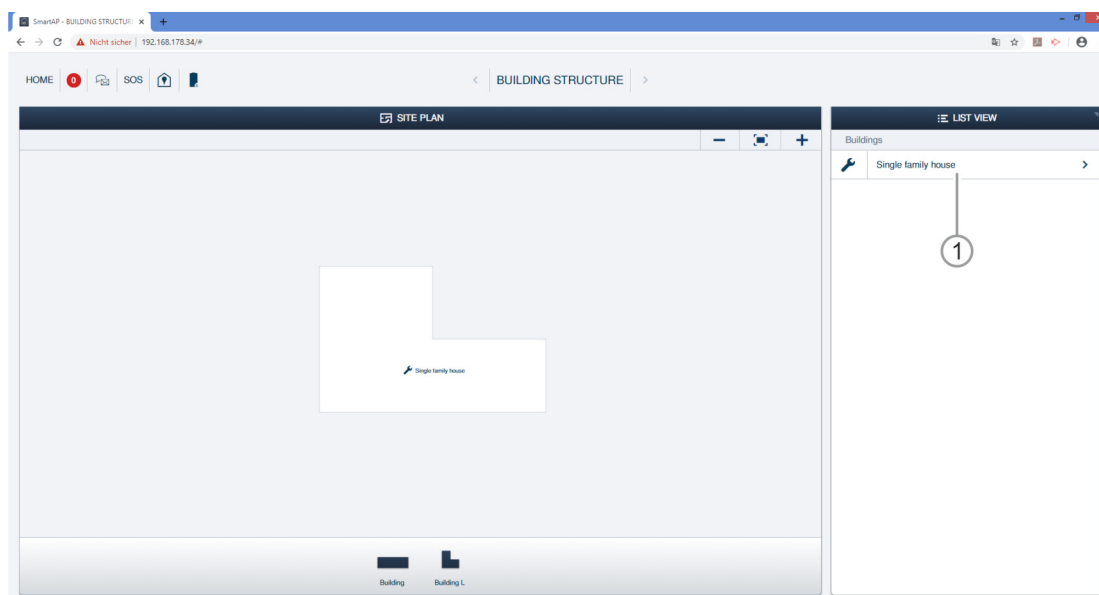 SmartAP - BUILDING STRUCTUR
Nicht sicher | 192.168.178.34/#
HOME 0 SOS
< BUILDING STRUCTURE >
SITE PLAN
LIST VIEW
Buildings
Single family house
1
Single family house
Building Building L